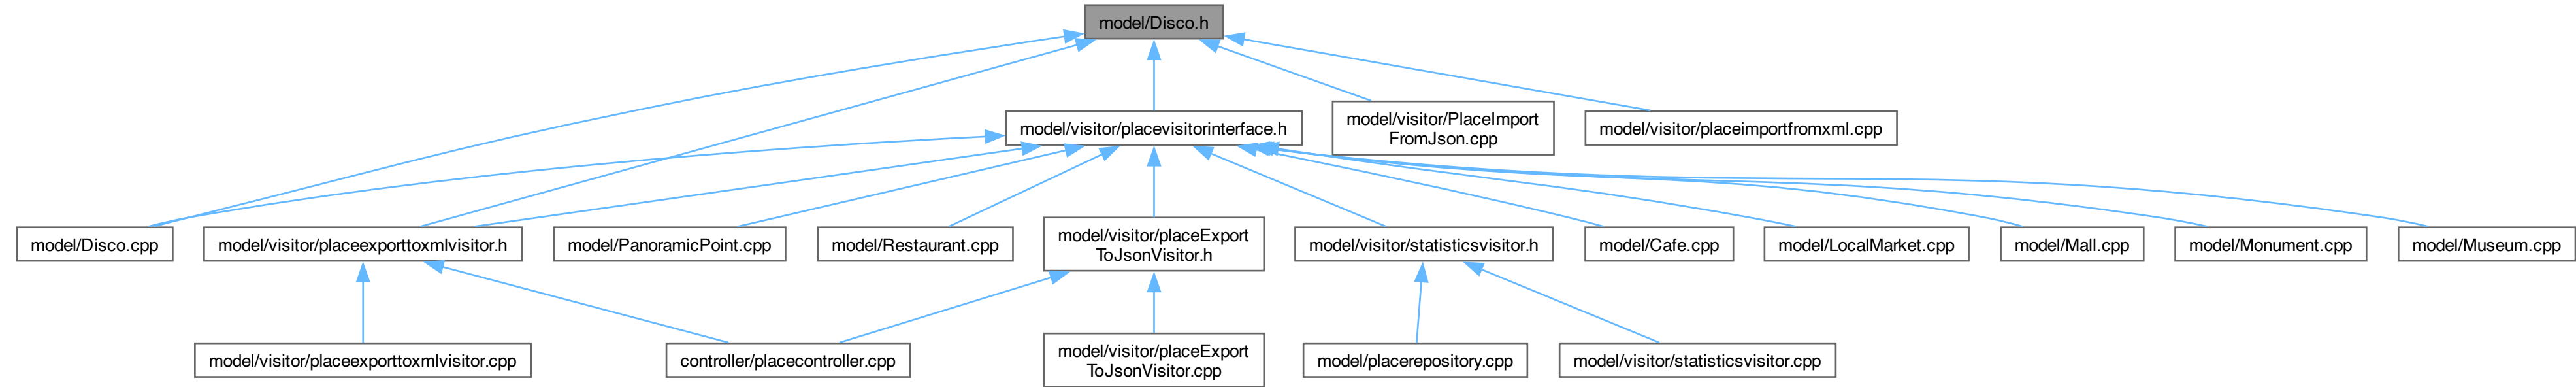 model/Disco.h
model/visitor/placevisitorinterface.h
model/visitor/PlaceImport
FromJson.cpp
model/visitor/placeimportfromxml.cpp
model/Disco.cpp
model/visitor/placeexporttoxmlvisitor.h
model/PanoramicPoint.cpp
model/Restaurant.cpp
model/visitor/placeExport
ToJsonVisitor.h
model/visitor/statisticsvisitor.h
model/Cafe.cpp
model/LocalMarket.cpp
model/Mall.cpp
model/Monument.cpp
model/Museum.cpp
model/visitor/placeexporttoxmlvisitor.cpp
controller/placecontroller.cpp
model/visitor/placeExport
ToJsonVisitor.cpp
model/placerepository.cpp
model/visitor/statisticsvisitor.cpp